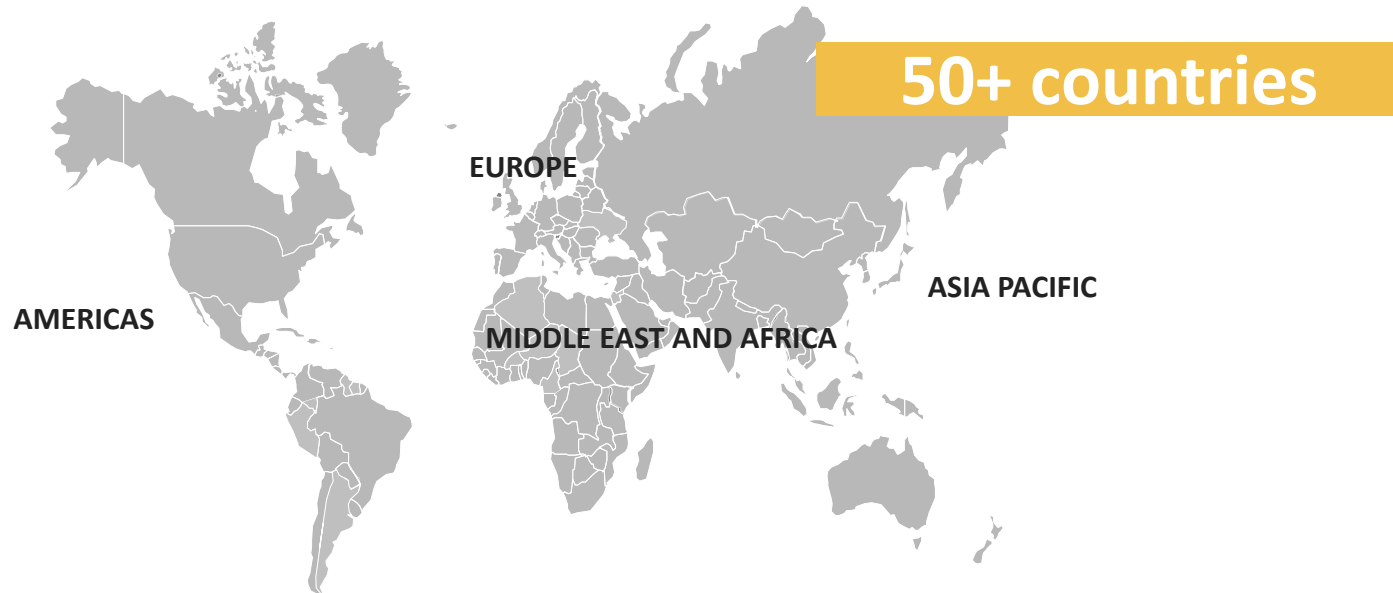 50+ countries
EUROPE
ASIA PACIFIC
AMERICAS
MIDDLE EAST AND AFRICA